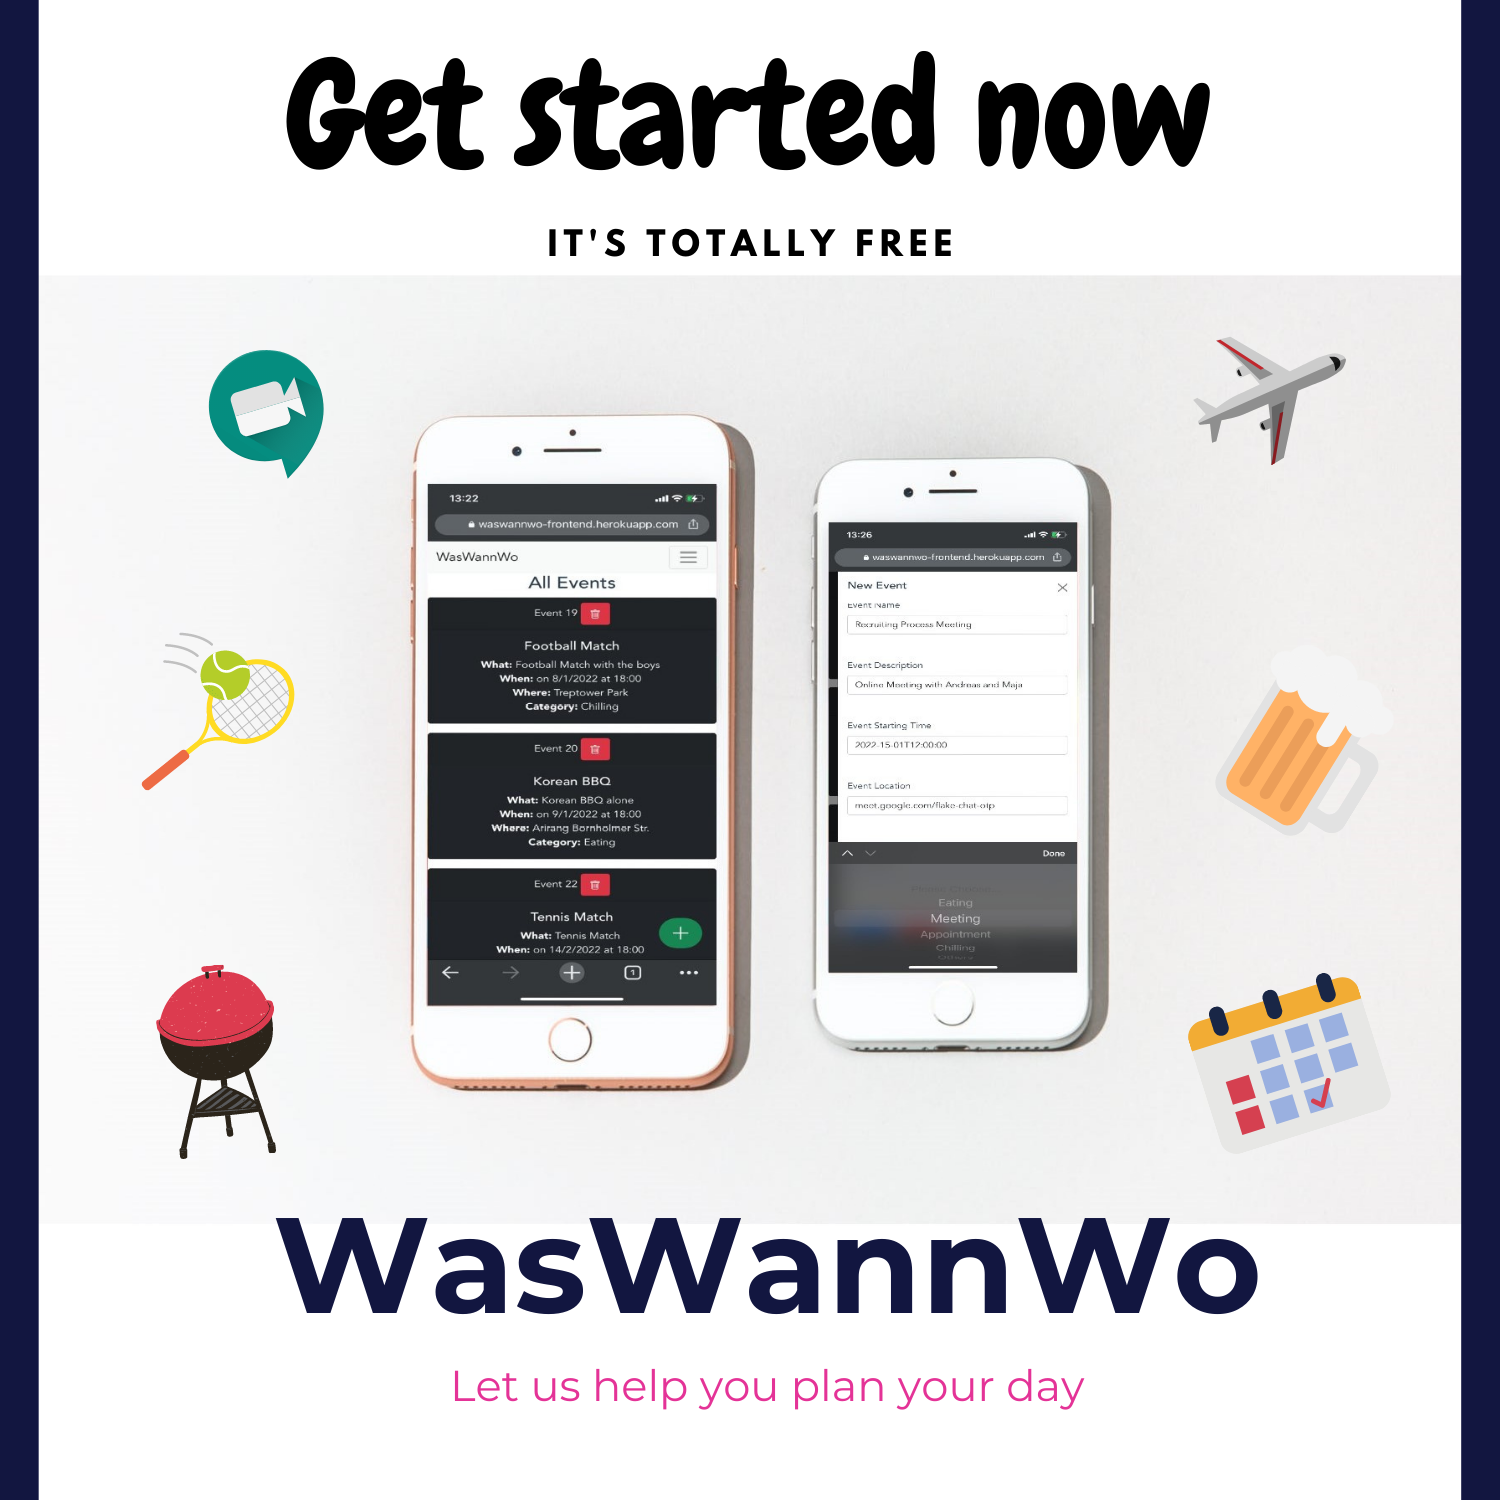 Get started now
IT'S TOTALLY FREE
13:22
waswannwo-frontend.herokuapp.com
WasWannWo
All Events
Event 19
Football Match
What: Football Match with the boys
When: on 8/1/2022 at 18:00
Where: Treptower Park
Category: Chilling
Event 20
Korean BBQ
What: Korean BBQ alone
When: on 9/1/2022 at 18:00
Where: Arirang Bornholmer Str.
Category: Eating
Event 22
Tennis Match
What: Tennis Match
When: on 14/2/2022 at 18:00
1
13:26
waswannwo-frontend.herokuapp.com
New Event
Event Name
Recruiting Process Meeting
Event Description
Online Meeting with Andreas and Maja
Event Starting Time
2022-15-01T12:00:00
Event Location
meet.google.com/flake-chat-otp
Done
Eating
Meeting
Appointment
Chilling
WasWannWo
Let us help you plan your day